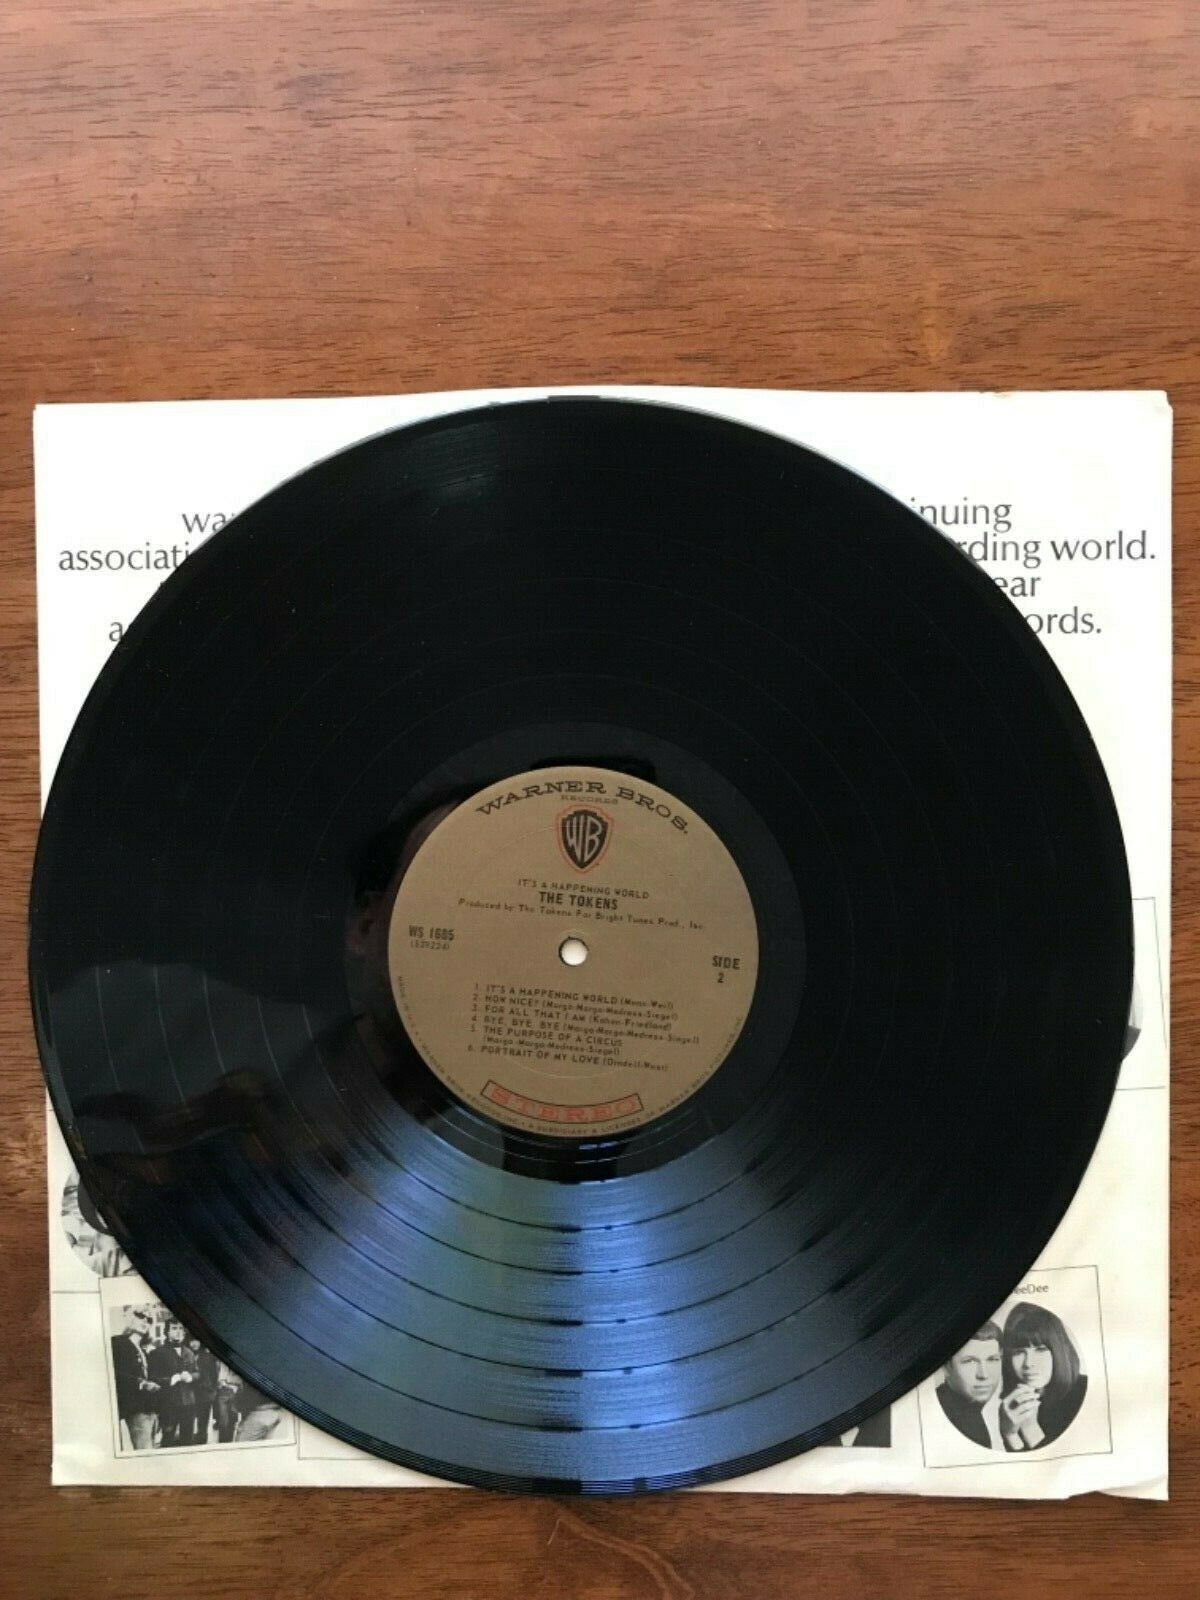 inuing
associati rding world.
ear
ords.
WARNER BROS.
RECORDS
WB
IT'S A HAPPENING WORLD
THE TOKENS
Produced by The Tokens For Bright Tunes Prod., Inc.
WS 1685
SIDE
2
1. IT'S A HAPPENING WORLD (Mann-Weil)
2. HOW NICE? (Margo-Margo-Medress-Siegel)
3. FOR ALL THAT I AM (Kahan-Friedland)
4. BYE, BYE, BYE (Margo-Margo-Medress-Siegel)
5. THE PURPOSE OF A CIRCUS
(Margo-Margo-Medress-Siegel)
6. PORTRAIT OF MY LOVE (Ornadel-West)
STEREO
eeDee